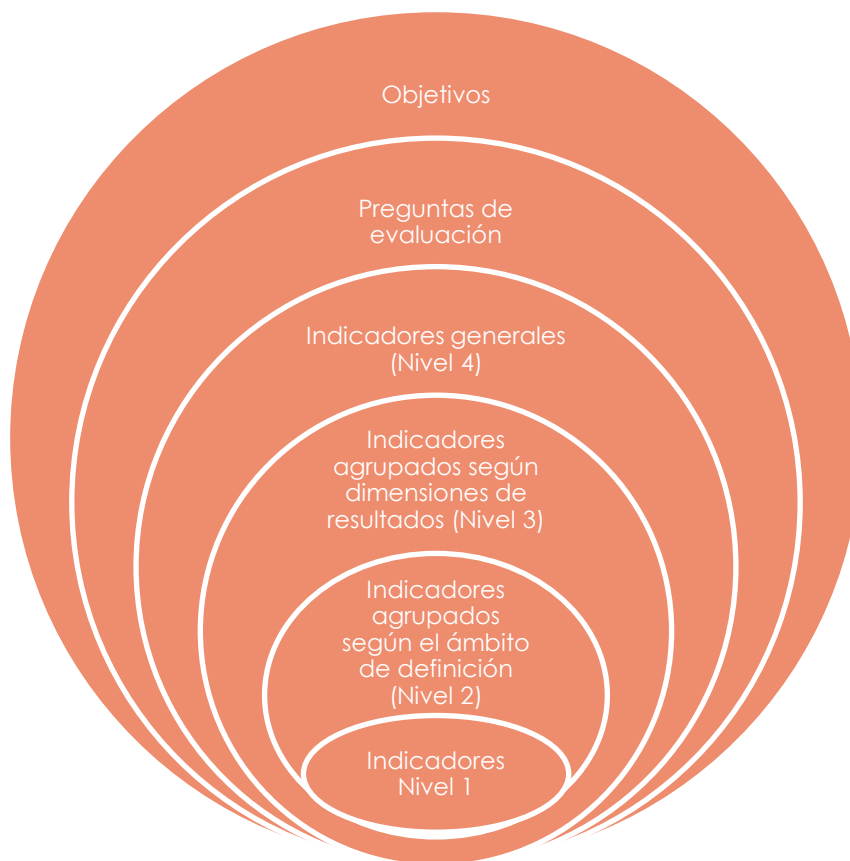 Objetivos
Preguntas de
evaluación
Indicadores generales
(Nivel 4)
Indicadores
agrupados según
dimensiones de
resultados (Nivel 3)
Indicadores
agrupados
según el ámbito
de definición
(Nivel 2)
Indicadores
Nivel 1